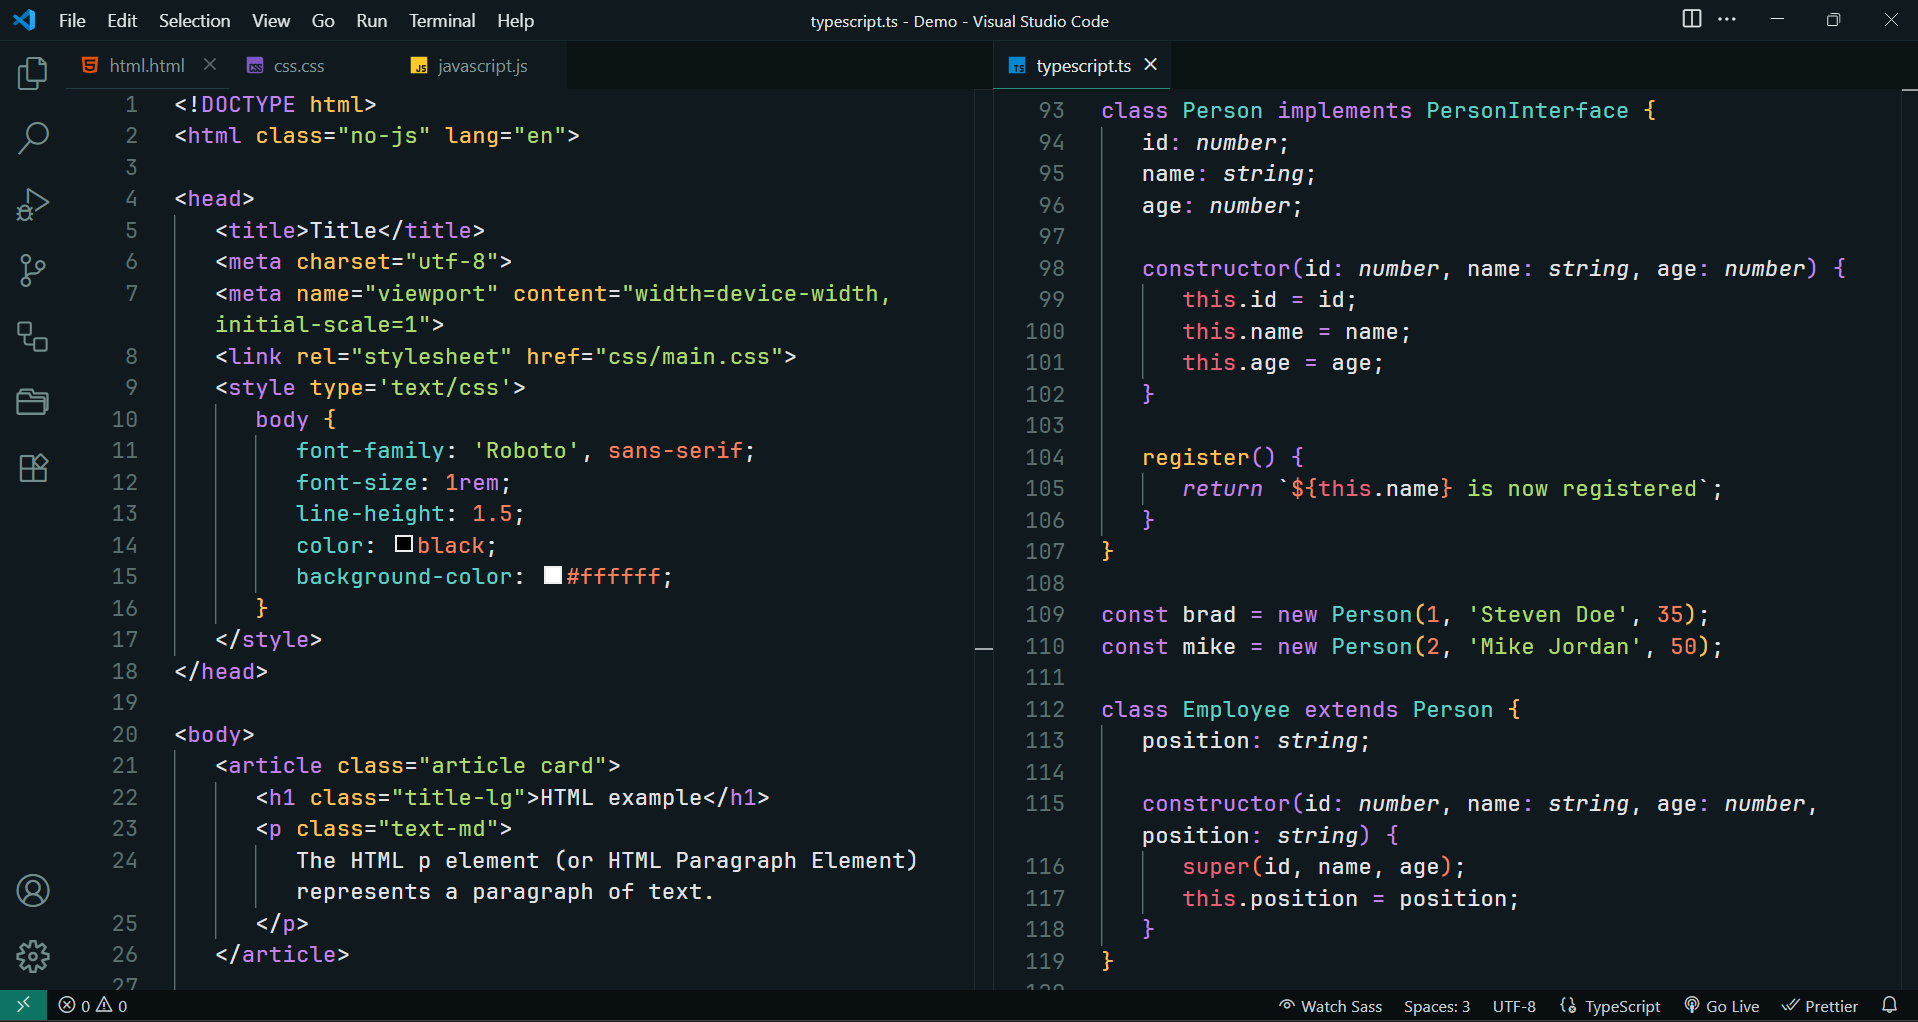 File Edit Selection View Go Run Terminal Help
typescript.ts - Demo - Visual Studio Code
html.html
css.css
javascript.js
1 <!DOCTYPE html>
2 <html class="no-js" lang="en">
3
4 <head>
5 <title>Title</title>
6 <meta charset="utf-8">
7 <meta name="viewport" content="width=device-width,
initial-scale=1">
8 <link rel="stylesheet" href="css/main.css">
9 <style type='text/css'>
10 body {
11 font-family: 'Roboto', sans-serif;
12 font-size: 1rem;
13 line-height: 1.5;
14 color: black;
15 background-color: #ffffff;
16 }
17 </style>
18 </head>
19
20 <body>
21 <article class="article card">
22 <h1 class="title-lg">HTML example</h1>
23 <p class="text-md">
24 The HTML p element (or HTML Paragraph Element)
represents a paragraph of text.
25 </p>
26 </article>
27
TS typescript.ts
93 class Person implements PersonInterface {
94 id: number;
95 name: string;
96 age: number;
97
98 constructor(id: number, name: string, age: number) {
99 this.id = id;
100 this.name = name;
101 this.age = age;
102 }
103
104 register() {
105 return `${this.name} is now registered`;
106 }
107 }
108
109 const brad = new Person(1, 'Steven Doe', 35);
110 const mike = new Person(2, 'Mike Jordan', 50);
111
112 class Employee extends Person {
113 position: string;
114
115 constructor(id: number, name: string, age: number,
position: string) {
116 super(id, name, age);
117 this.position = position;
118 }
119 }
120
0 0
Watch Sass Spaces: 3 UTF-8 TypeScript Go Live Prettier